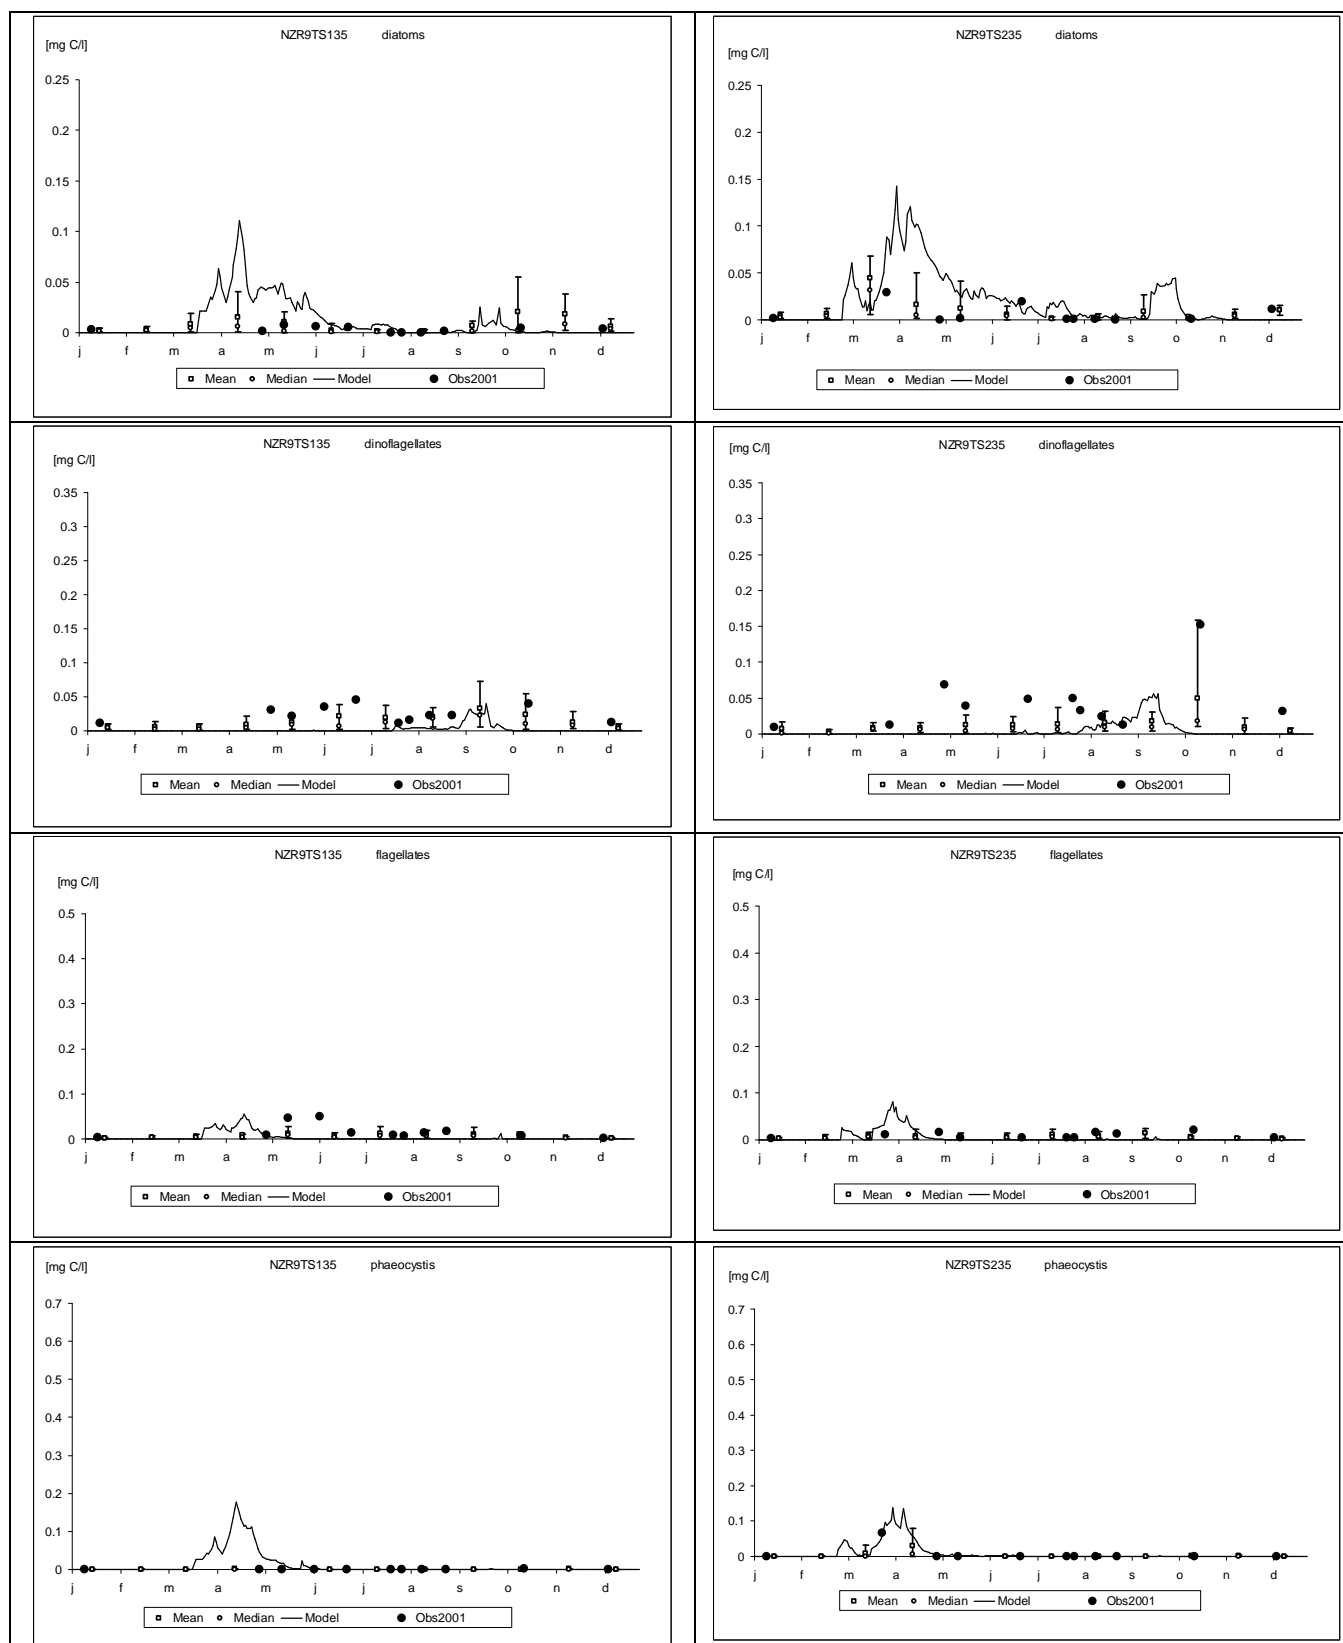 NZR9TS135 diatoms
[mg C/l]
0.25
0.2
0.15
0.1
0.05
0
j f m a m j j a s o n d
Mean Median Model Obs2001
NZR9TS235 diatoms
[mg C/l]
0.25
0.2
0.15
0.1
0.05
0
j f m a m j j a s o n d
Mean Median Model Obs2001
NZR9TS135 dinoflagellates
[mg C/l]
0.35
0.3
0.25
0.2
0.15
0.1
0.05
0
j f m a m j j a s o n d
Mean Median Model Obs2001
NZR9TS235 dinoflagellates
[mg C/l]
0.35
0.3
0.25
0.2
0.15
0.1
0.05
0
j f m a m j j a s o n d
Mean Median Model Obs2001
NZR9TS135 flagellates
[mg C/l]
0.5
0.4
0.3
0.2
0.1
0
j f m a m j j a s o n d
Mean Median Model Obs2001
NZR9TS235 flagellates
[mg C/l]
0.5
0.4
0.3
0.2
0.1
0
j f m a m j j a s o n d
Mean Median Model Obs2001
NZR9TS135 phaeocystis
[mg C/l]
0.7
0.6
0.5
0.4
0.3
0.2
0.1
0
j f m a m j j a s o n d
Mean Median Model Obs2001
NZR9TS235 phaeocystis
[mg C/l]
0.7
0.6
0.5
0.4
0.3
0.2
0.1
0
j f m a m j j a s o n d
Mean Median Model Obs2001